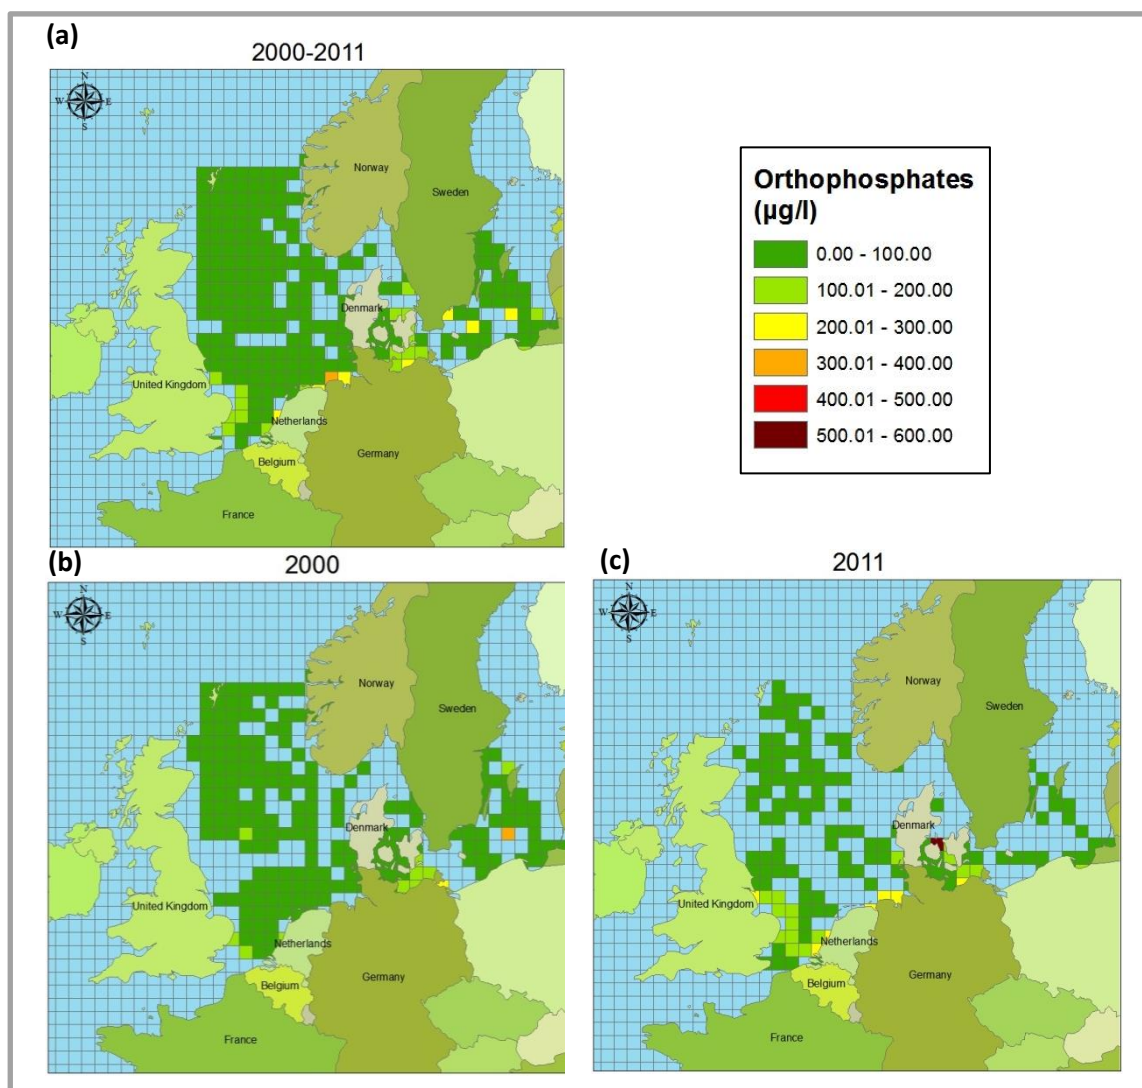 (a)
2000-2011
N
W E
S
Norway
Sweden
Denmark
United Kingdom
Netherlands
Belgium
Germany
France
Orthophosphates
(µg/l)
0.00 - 100.00
100.01 - 200.00
200.01 - 300.00
300.01 - 400.00
400.01 - 500.00
500.01 - 600.00
(b)
2000
N
W E
S
Norway
Sweden
Denmark
United Kingdom
Netherlands
Belgium
Germany
France
(c)
2011
N
W E
S
Norway
Sweden
Denmark
United Kingdom
Netherlands
Belgium
Germany
France